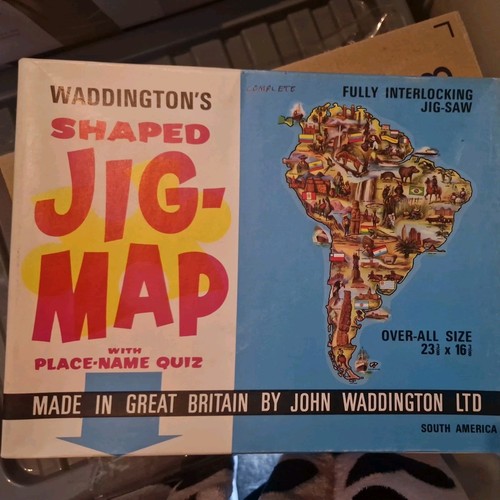 WADDINGTON'S
SHAPED
JIG-
MAP
WITH
PLACE-NAME QUIZ
COMPLETE
FULLY INTERLOCKING
JIG-SAW
OVER-ALL SIZE
MADE IN GREAT BRITAIN BY JOHN WADDINGTON LTD
SOUTH AMERICA